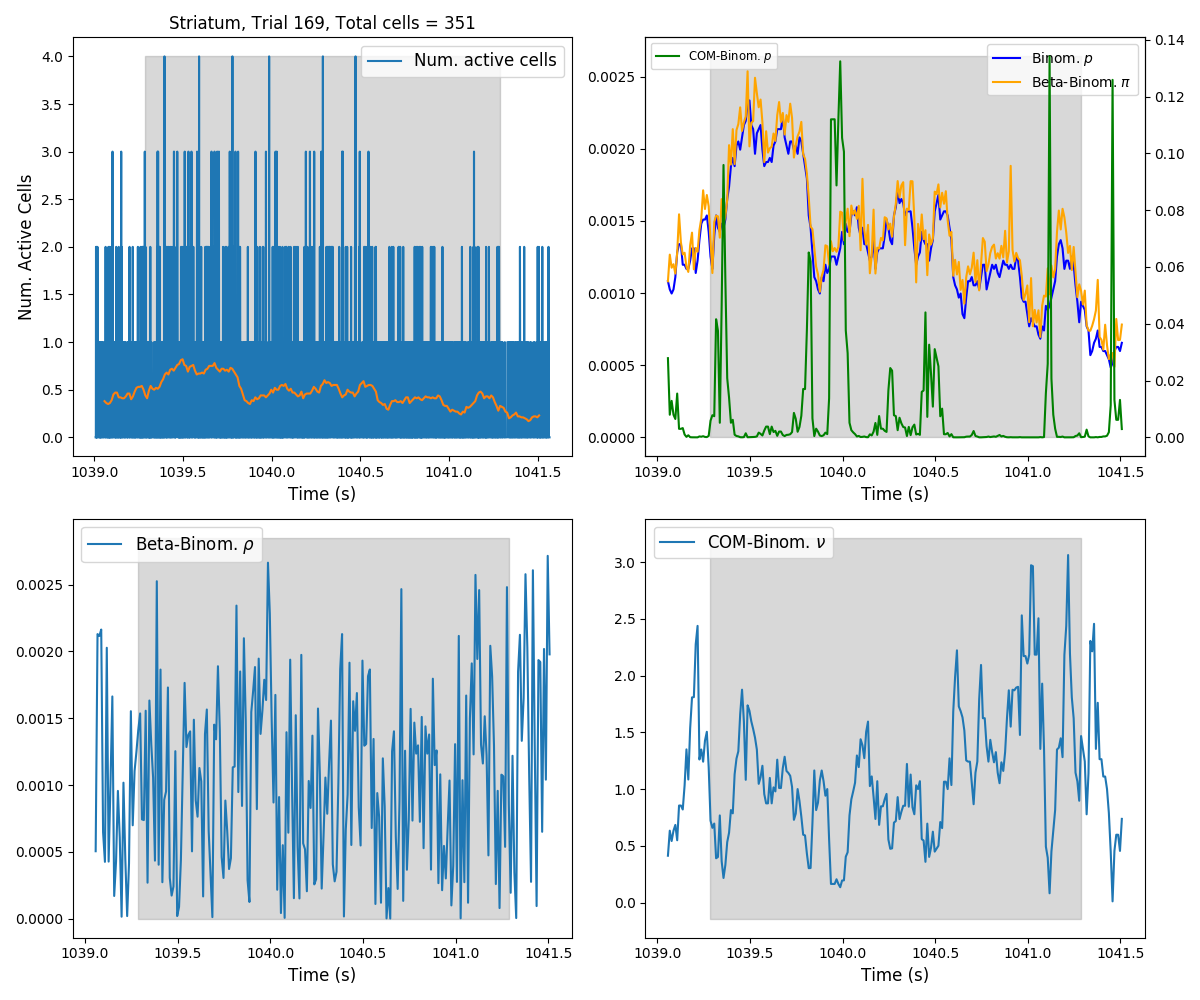 Striatum, Trial 169, Total cells = 351
Num. active cells
Num. Active Cells
4.0
3.5
3.0
2.5
2.0
1.5
1.0
0.5
0.0
1039.0 1039.5 1040.0 1040.5 1041.0 1041.5
Time (s)
COM-Binom. p
Binom. p
Beta-Binom. π
0.0025
0.0020
0.0015
0.0010
0.0005
0.0000
0.14
0.12
0.10
0.08
0.06
0.04
0.02
0.00
1039.0 1039.5 1040.0 1040.5 1041.0 1041.5
Time (s)
Beta-Binom. ρ
0.0025
0.0020
0.0015
0.0010
0.0005
0.0000
1039.0 1039.5 1040.0 1040.5 1041.0 1041.5
Time (s)
COM-Binom. ν
3.0
2.5
2.0
1.5
1.0
0.5
0.0
1039.0 1039.5 1040.0 1040.5 1041.0 1041.5
Time (s)